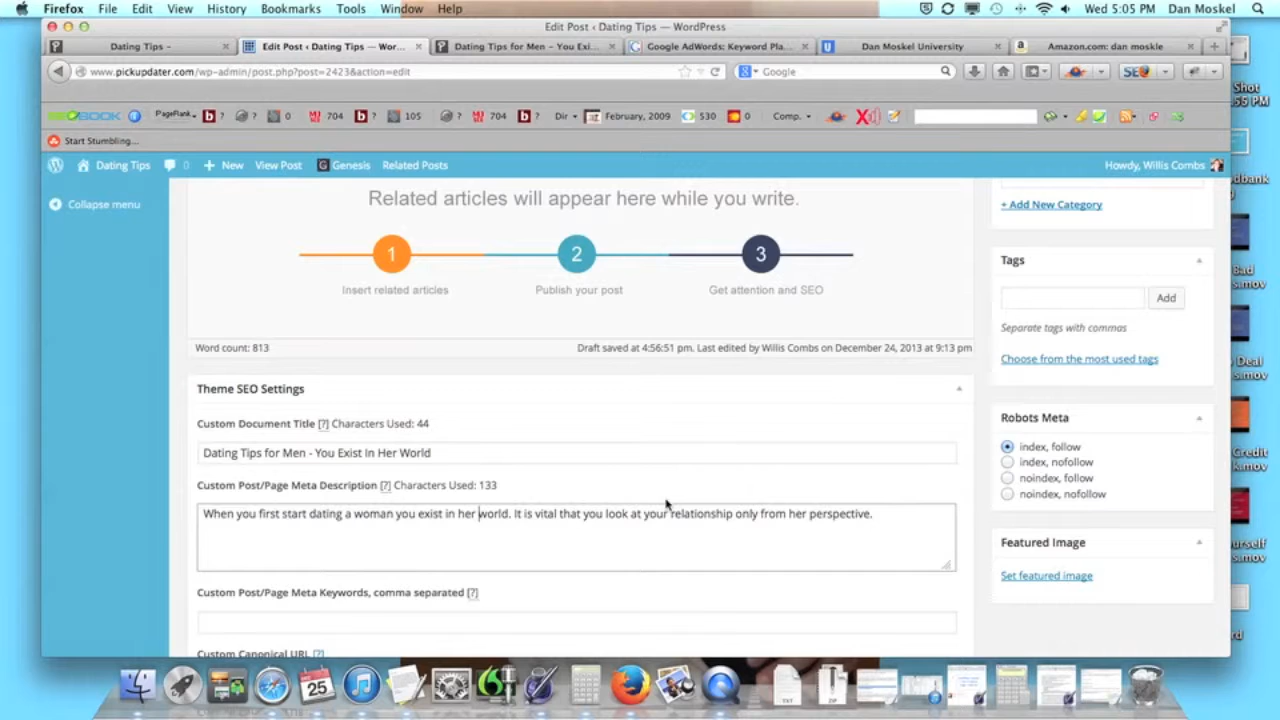 Firefox File Edit View History Bookmarks Tools Window Help Wed 5:05 PM Dan Moskel
Edit Post ‹ Dating Tips — WordPress
Dating Tips - Edit Post ‹ Dating Tips — Wor... Dating Tips for Men – You Exi... Google AdWords: Keyword Pla... Dan Moskel University Amazon.com: dan moskle
www.pickupdater.com/wp-admin/post.php?post=2423&action=edit Google
SEOBOOK PageRank ? ? 0 704 ? 105 ? 704 ? Dir February, 2009 530 0 Comp.
Start Stumbling...
Dating Tips 0 New View Post Genesis Related Posts Howdy, Willis Combs
Collapse menu
Related articles will appear here while you write.
1 2 3
Insert related articles Publish your post Get attention and SEO
Word count: 813 Draft saved at 4:56:51 pm. Last edited by Willis Combs on December 24, 2013 at 9:13 pm
Theme SEO Settings
Custom Document Title [?] Characters Used: 44
Dating Tips for Men - You Exist In Her World
Custom Post/Page Meta Description [?] Characters Used: 133
When you first start dating a woman you exist in her world. It is vital that you look at your relationship only from her perspective.
Custom Post/Page Meta Keywords, comma separated [?]
Custom Canonical URL [?]
+ Add New Category
Tags
Add
Separate tags with commas
Choose from the most used tags
Robots Meta
index, follow
index, nofollow
noindex, follow
noindex, nofollow
Featured Image
Set featured image
Shot
25
TXT
ZIP